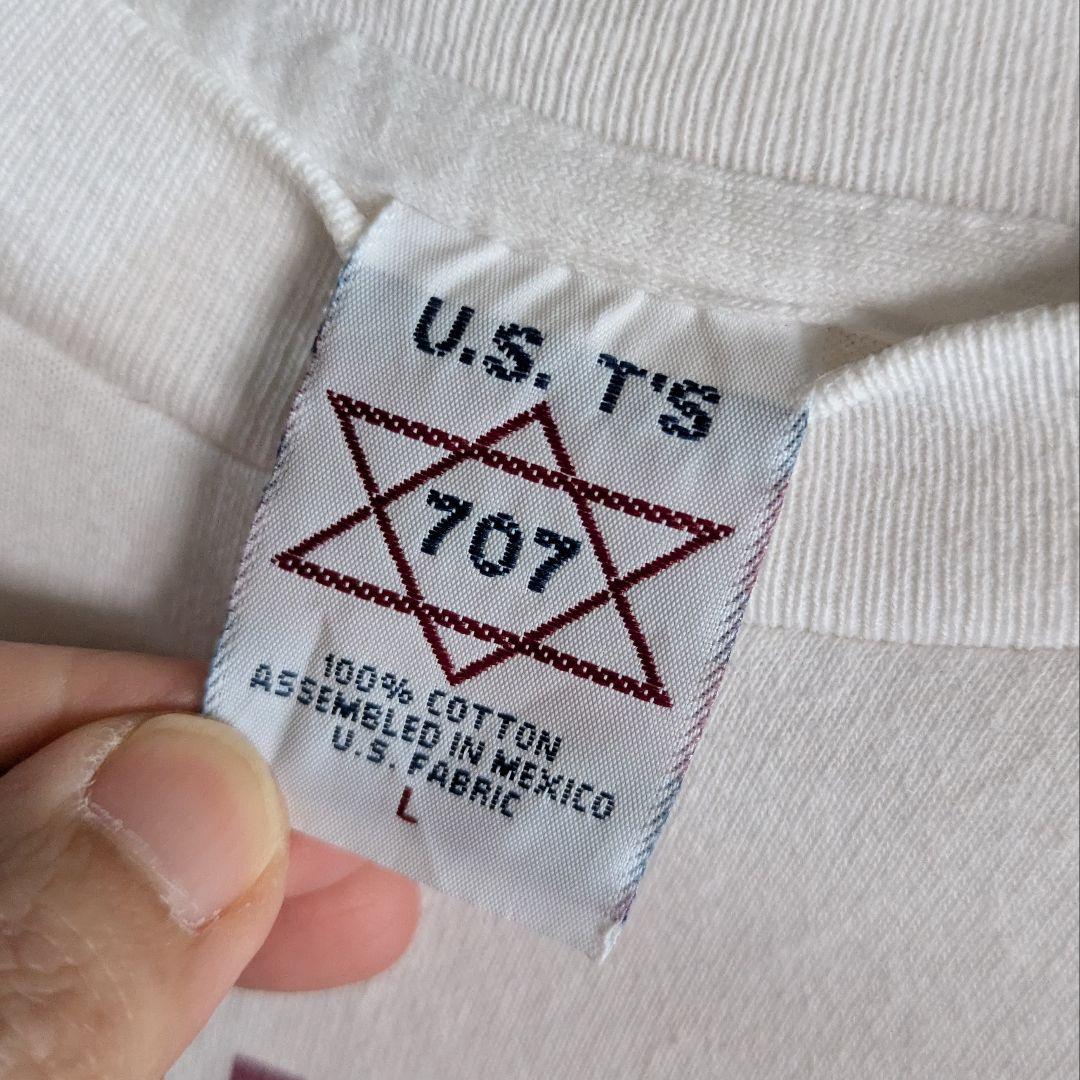 U.S. T'S
707
100% COTTON
ASSEMBLED IN MEXICO
U.S. FABRIC
L